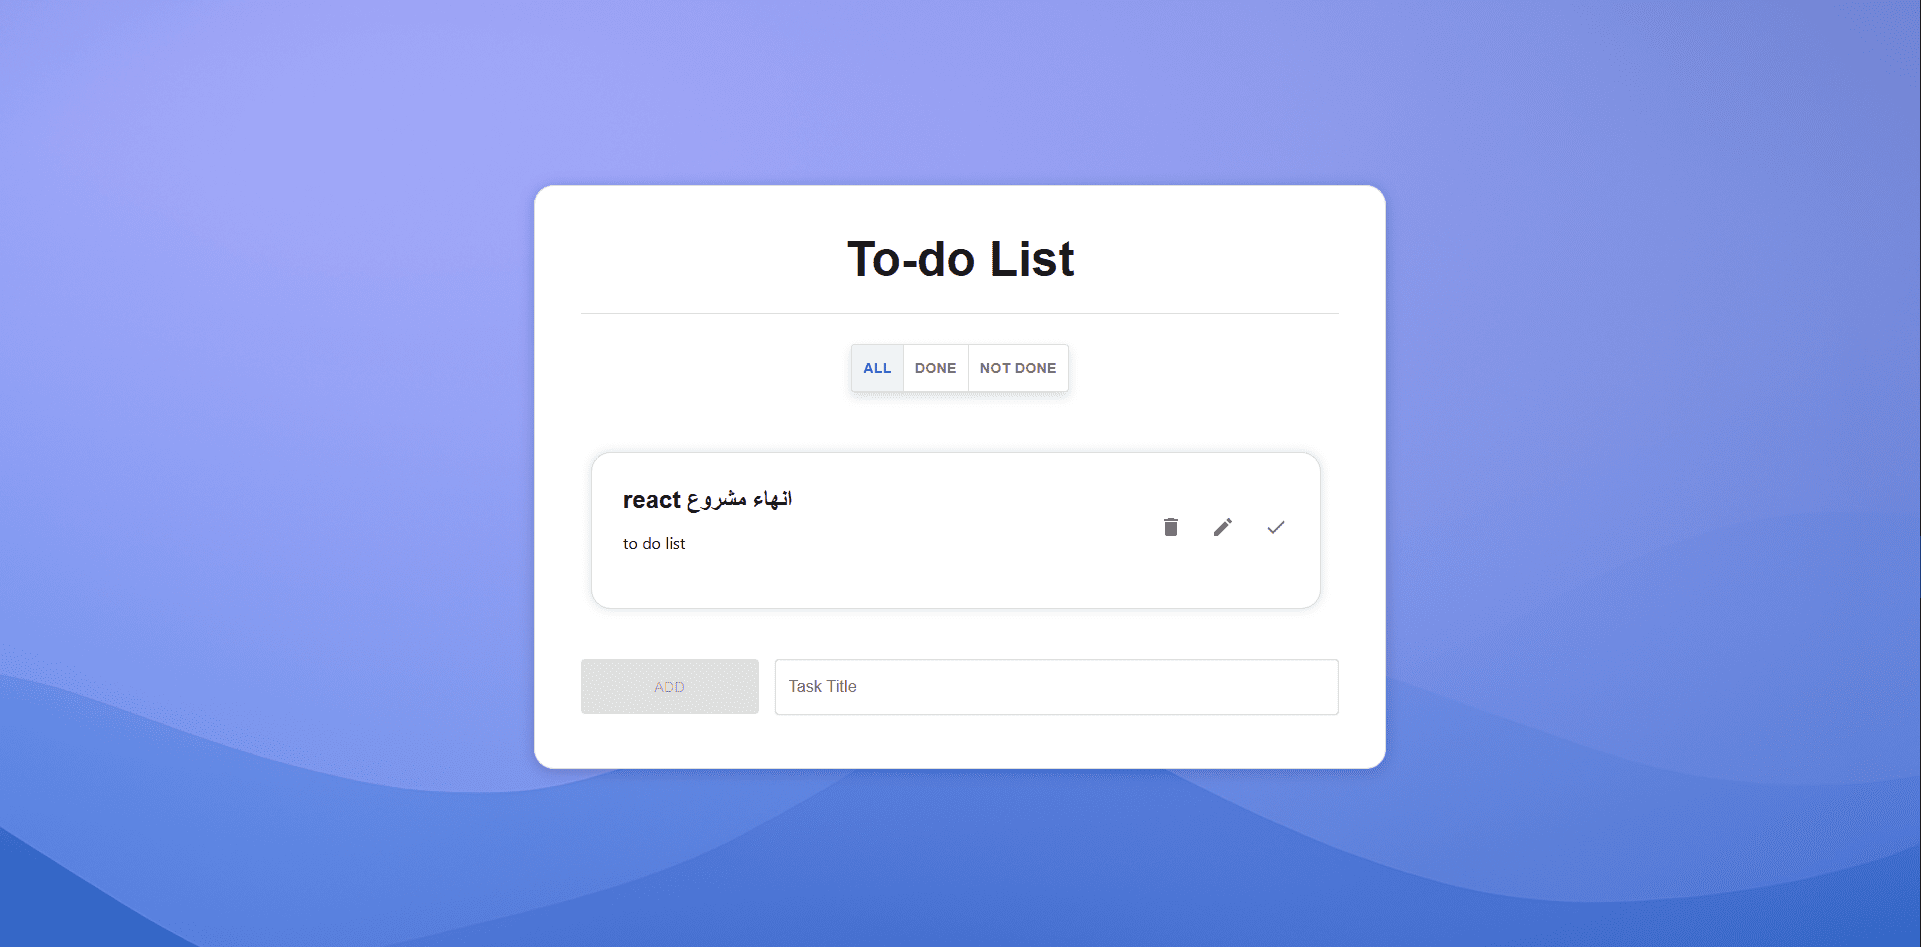 To-do List
ALL DONE NOT DONE
react انهاء مشروع
to do list
ADD Task Title